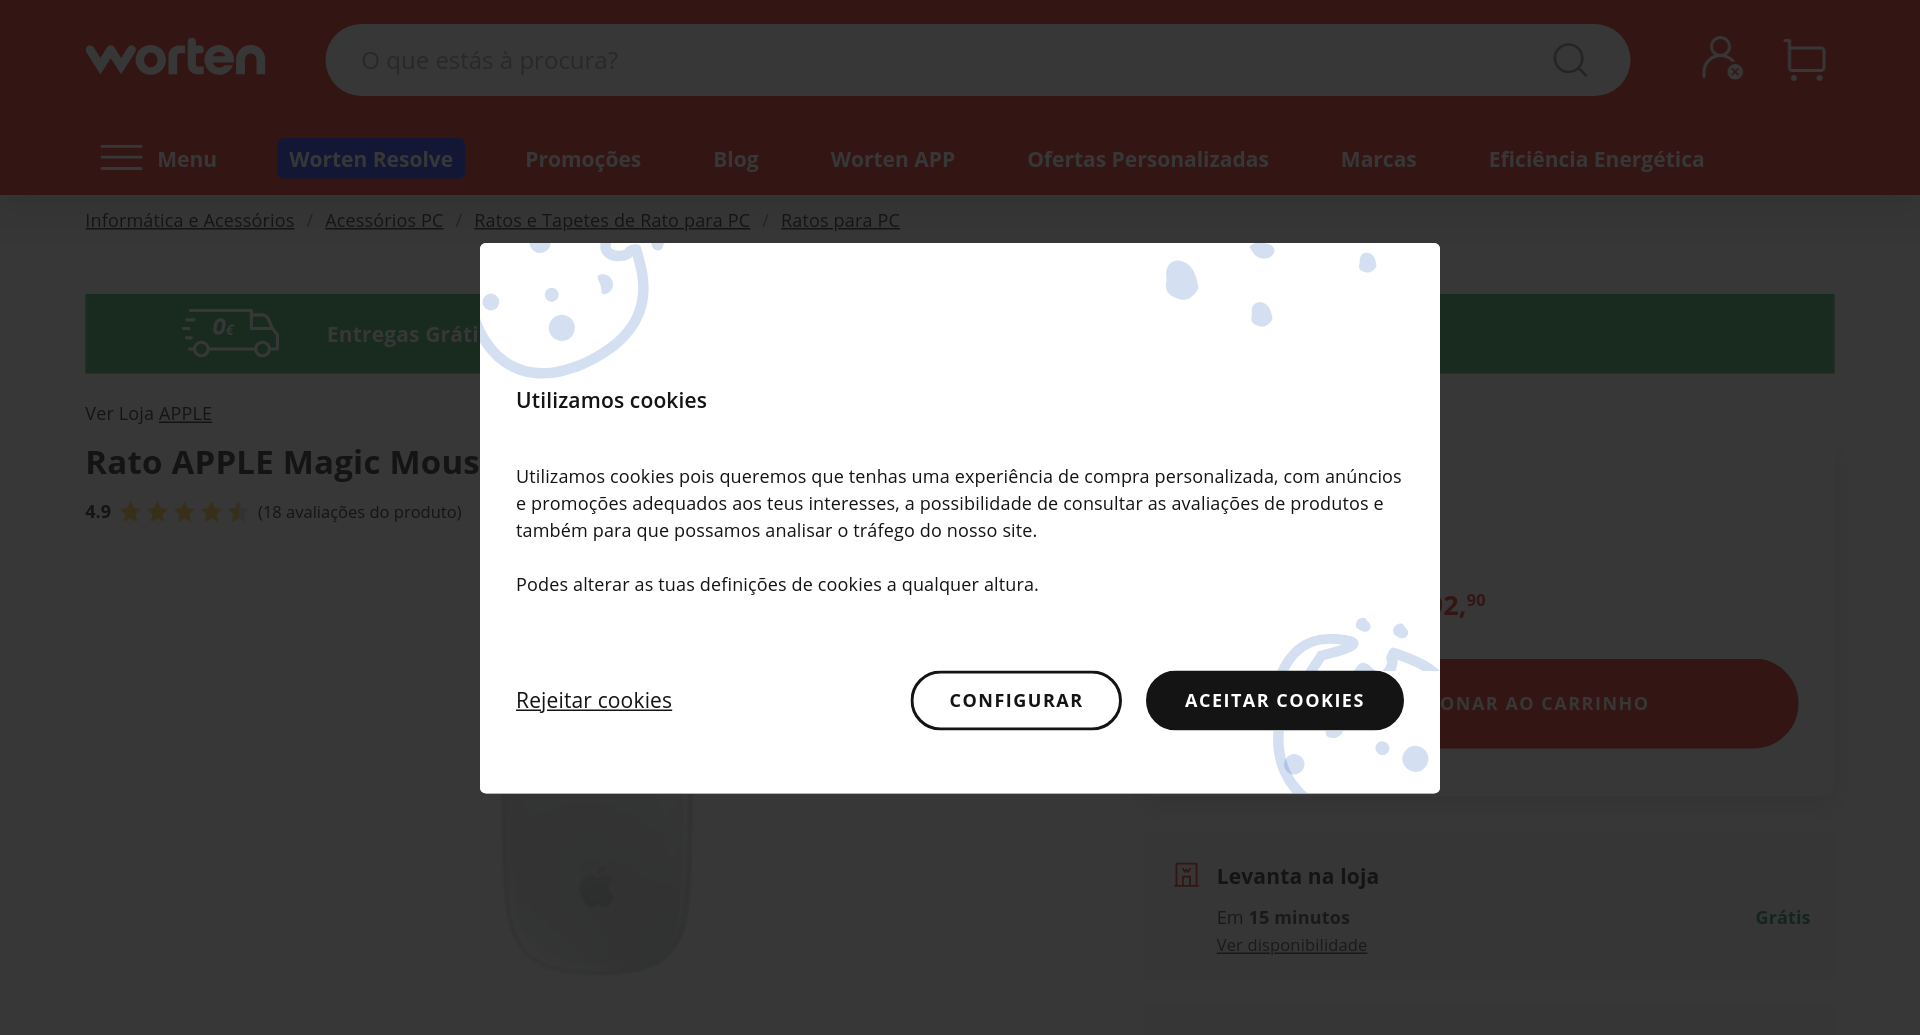 worten
O que estás à procura?
Menu
Worten Resolve
Promoções
Blog
Worten APP
Ofertas Personalizadas
Marcas
Eficiência Energética
Informática e Acessórios / Acessórios PC / Ratos e Tapetes de Rato para PC / Ratos para PC
0€
Entregas
Ver Loja APPLE
Rato APPLE Magic
4.9
(18 avaliações do produto)
Utilizamos cookies
Utilizamos cookies pois queremos que tenhas uma experiência de compra personalizada, com anúncios
e promoções adequados aos teus interesses, a possibilidade de consultar as avaliações de produtos e
também para que possamos analisar o tráfego do nosso site.
Podes alterar as tuas definições de cookies a qualquer altura.
Rejeitar cookies
CONFIGURAR
ACEITAR COOKIES
2,90
AO CARRINHO
Levanta na loja
Em 15 minutos
Grátis
Ver disponibilidade